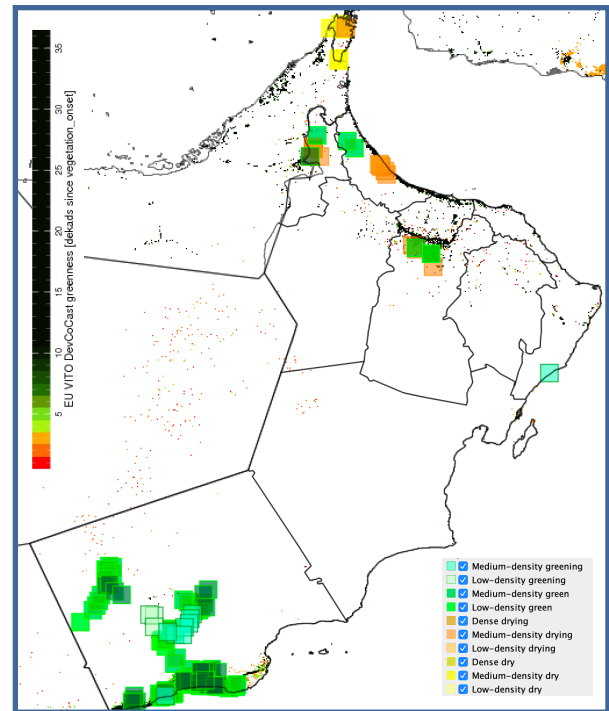 35
30
25
20
15
10
5
EU VITO DevCoCast greenness [dekads since vegetation_onset]
Medium-density greening
Low-density greening
Medium-density green
Low-density green
Dense drying
Medium-density drying
Low-density drying
Dense dry
Medium-density dry
Low-density dry